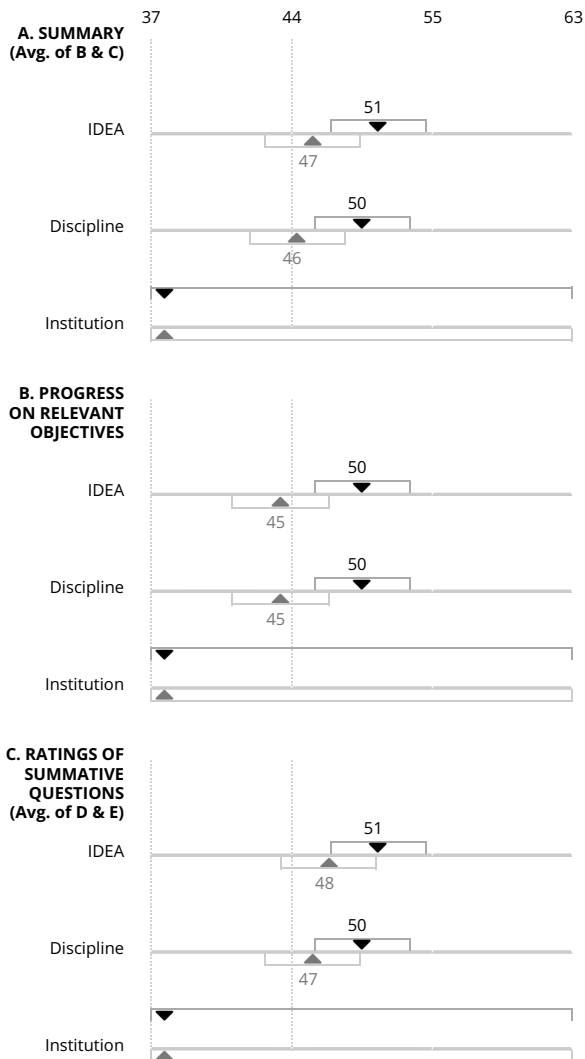 37 44 55 63
A. SUMMARY
(Avg. of B & C)
51
IDEA
47
50
Discipline
46
Institution
B. PROGRESS
ON RELEVANT
OBJECTIVES
50
IDEA
45
50
Discipline
45
Institution
C. RATINGS OF
SUMMATIVE
QUESTIONS
(Avg. of D & E)
51
IDEA
48
50
Discipline
47
Institution